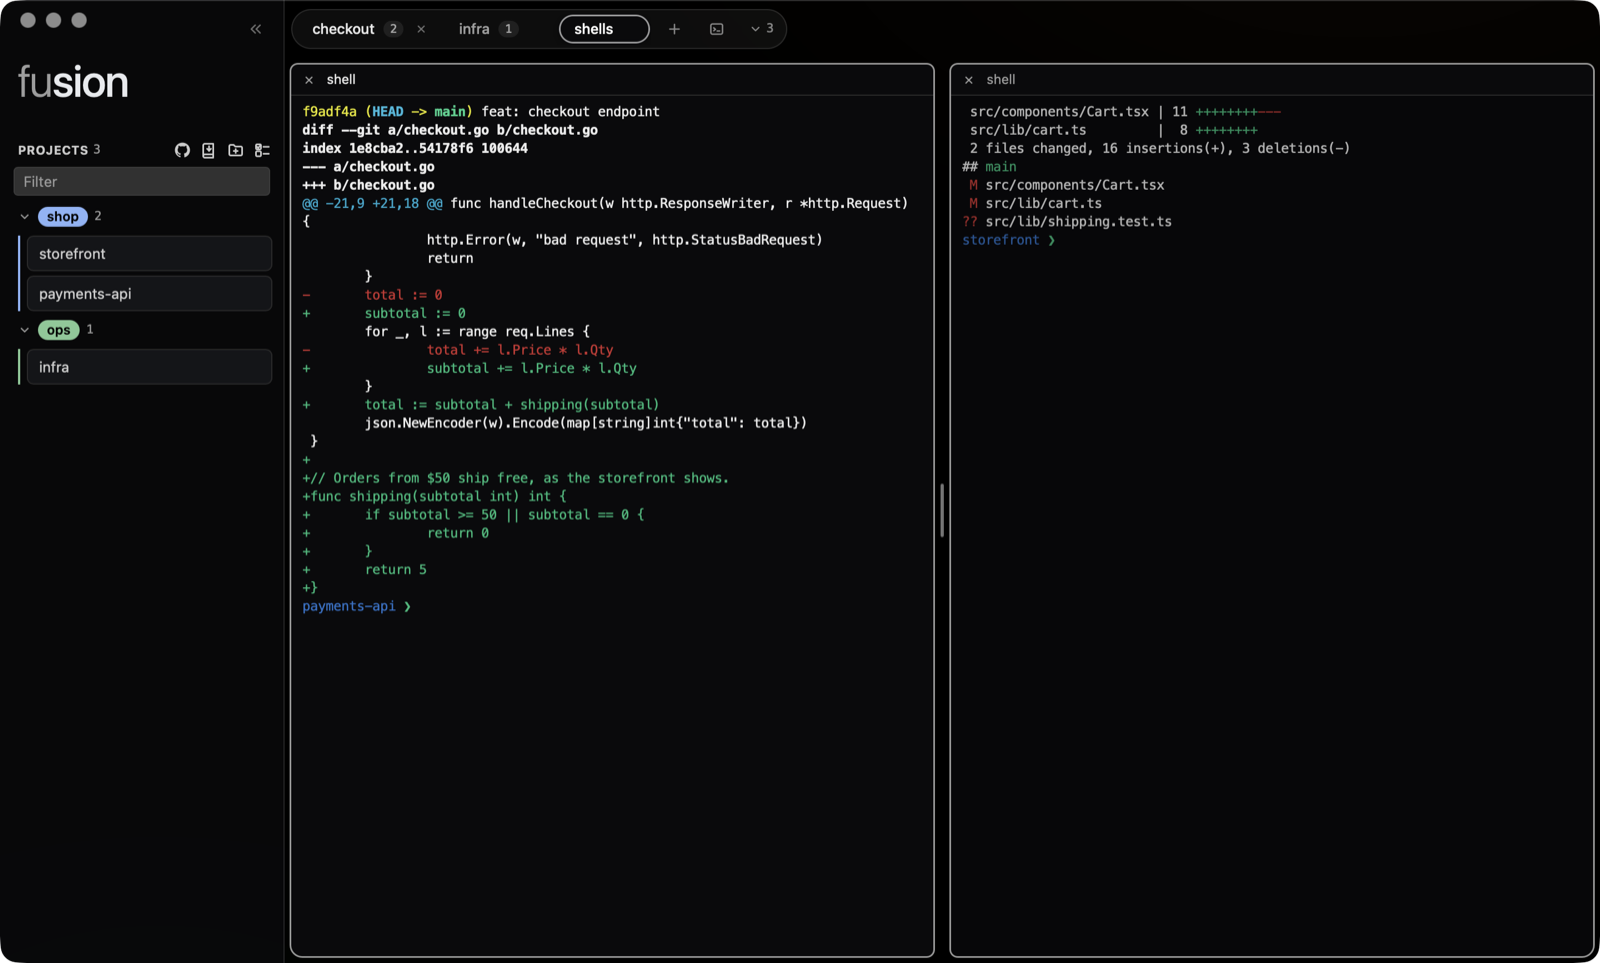 checkout 2 × infra 1 shells + 3
fusion
PROJECTS 3
Filter
shop 2
storefront
payments-api
ops 1
infra
× shell
f9adf4a (HEAD -> main) feat: checkout endpoint
diff --git a/checkout.go b/checkout.go
index 1e8cba2..54178f6 100644
--- a/checkout.go
+++ b/checkout.go
@@ -21,9 +21,18 @@ func handleCheckout(w http.ResponseWriter, r *http.Request)
{
                http.Error(w, "bad request", http.StatusBadRequest)
                return
        }
-       total := 0
+       subtotal := 0
        for _, l := range req.Lines {
-               total += l.Price * l.Qty
+               subtotal += l.Price * l.Qty
        }
+       total := subtotal + shipping(subtotal)
        json.NewEncoder(w).Encode(map[string]int{"total": total})
 }
+
+// Orders from $50 ship free, as the storefront shows.
+func shipping(subtotal int) int {
+       if subtotal >= 50 || subtotal == 0 {
+               return 0
+       }
+       return 5
+}
payments-api ❯
× shell
 src/components/Cart.tsx | 11 ++++++++---
 src/lib/cart.ts         |  8 ++++++++
 2 files changed, 16 insertions(+), 3 deletions(-)
## main
 M src/components/Cart.tsx
 M src/lib/cart.ts
?? src/lib/shipping.test.ts
storefront ❯